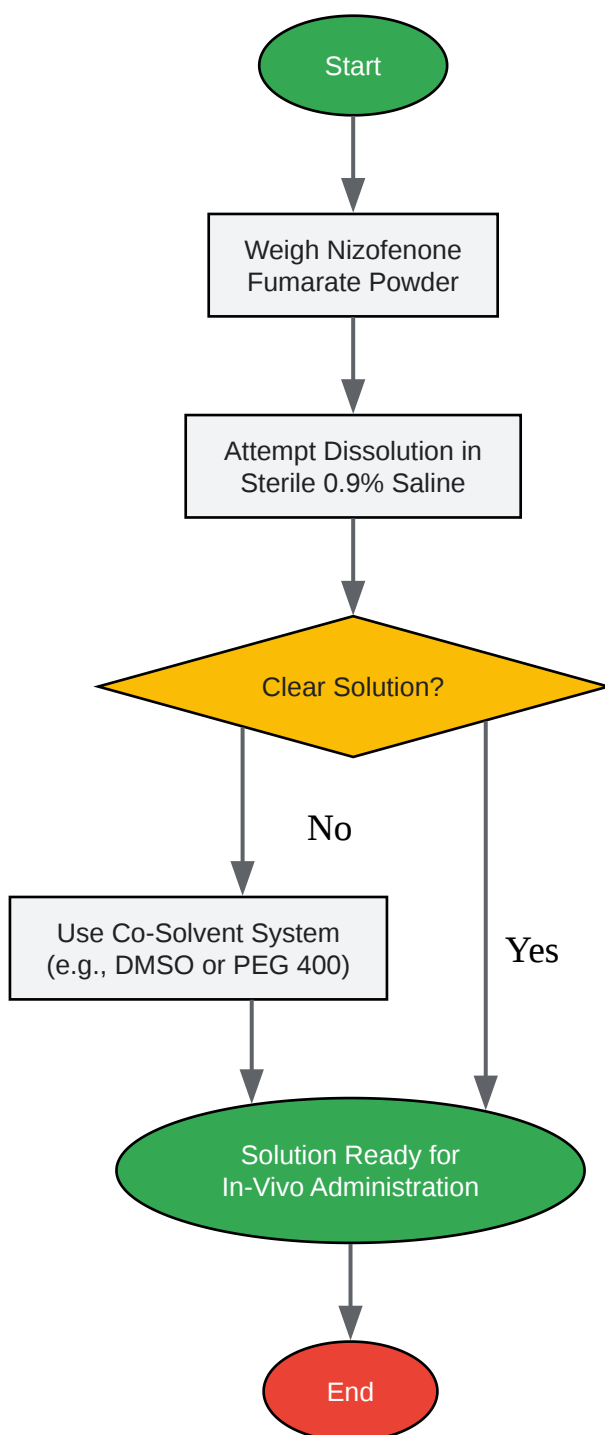 Start
Weigh Nizofenone
Fumarate Powder
Attempt Dissolution in
Sterile 0.9% Saline
Clear Solution?
No
Use Co-Solvent System
(e.g., DMSO or PEG 400)
Yes
Solution Ready for
In-Vivo Administration
End